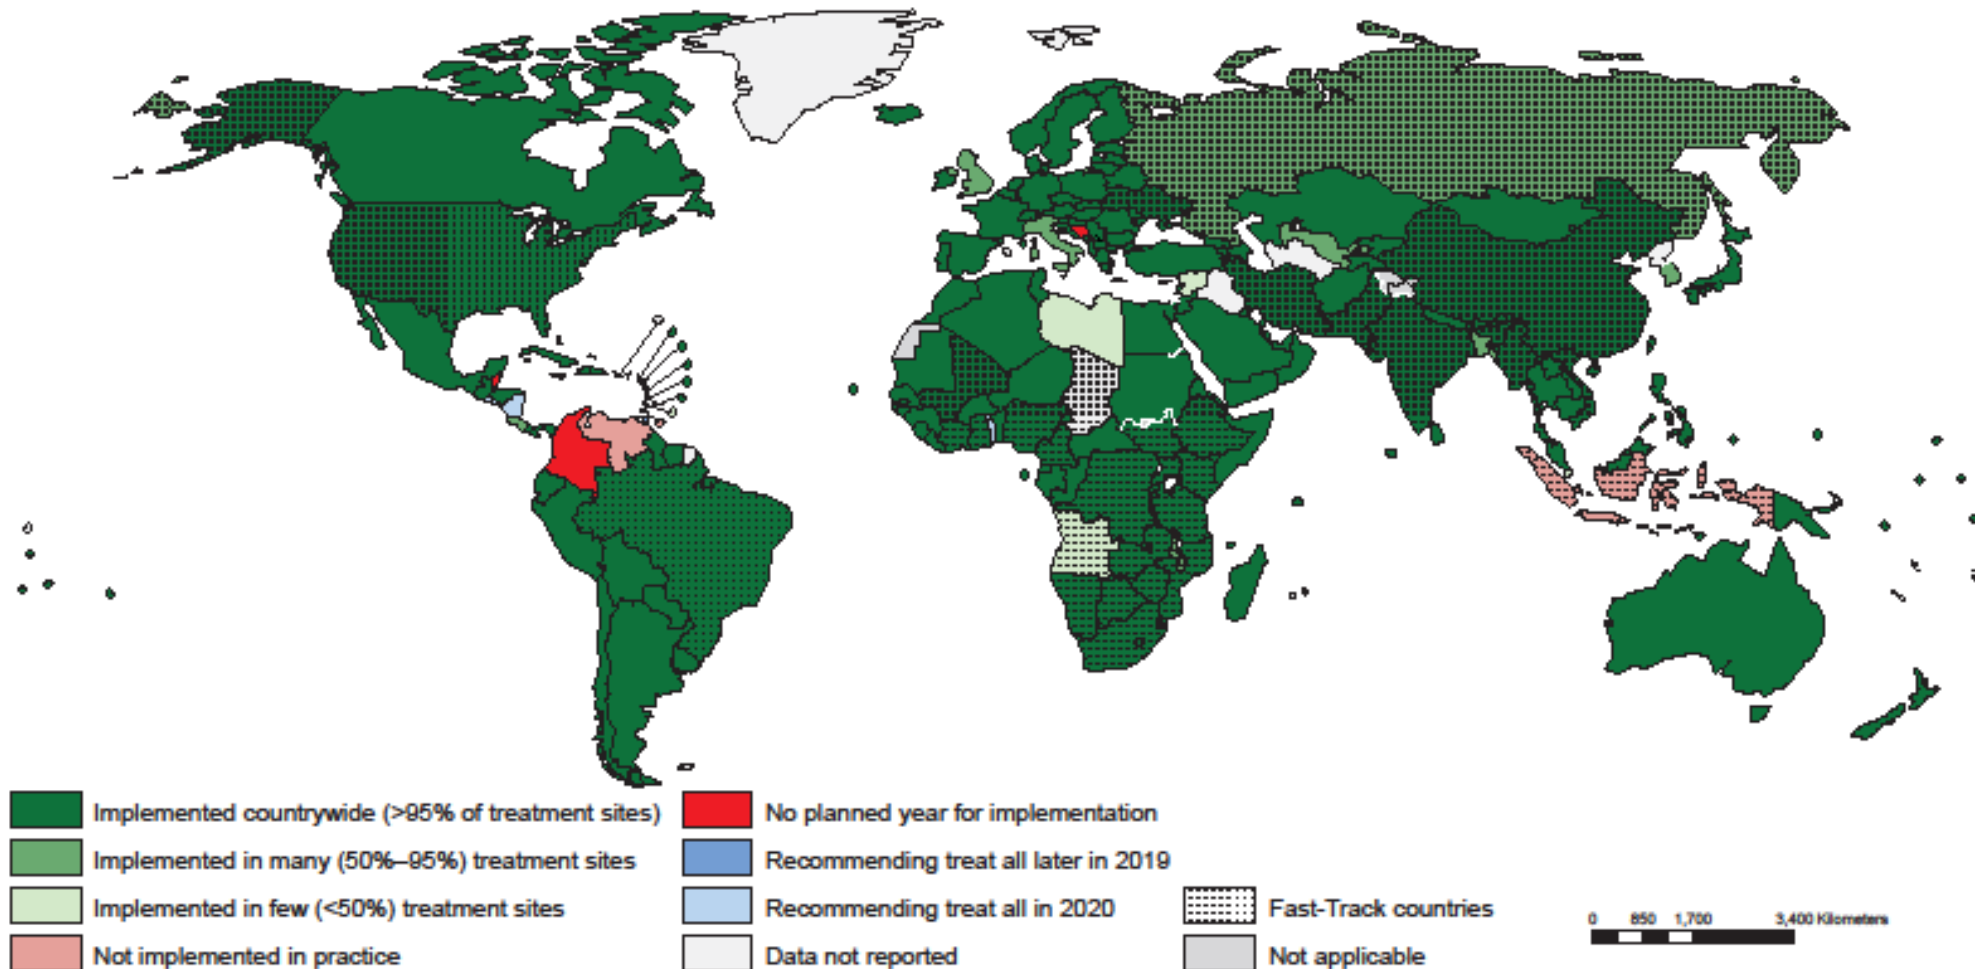 Implemented countrywide (>95% of treatment sites)
Implemented in many (50%–95%) treatment sites
Implemented in few (<50%) treatment sites
Not implemented in practice
No planned year for implementation
Recommending treat all later in 2019
Recommending treat all in 2020
Data not reported
Fast-Track countries
Not applicable
0 850 1,700 3,400 Kilometers